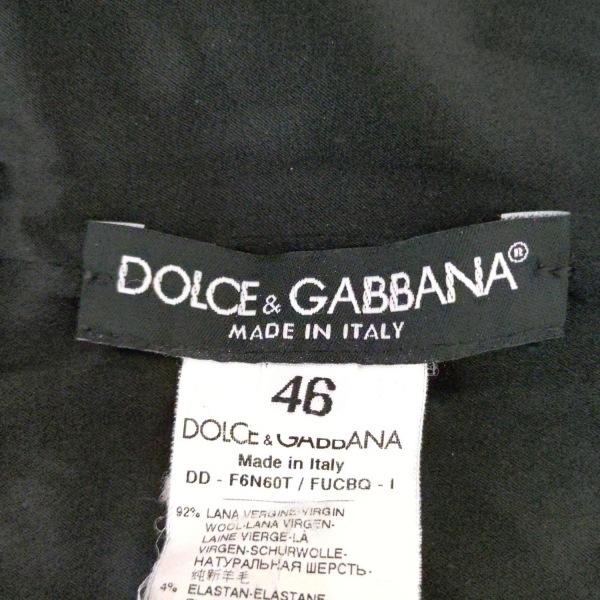 DOLCE & GABBANA®
MADE IN ITALY
46
DOLCE & GABBANA
Made in Italy
DD - F6N60T / FUCBQ - I
92% LANA VERGINE-VIRGIN
WOOL-LANA VIRGEN-
LAINE VIERGE-LÃ
VIRGEN-SCHURWOLLE-
НАТУРАЛЬНАЯ ШЕРСТЬ-
纯新羊毛
4% ELASTAN-ELASTANE